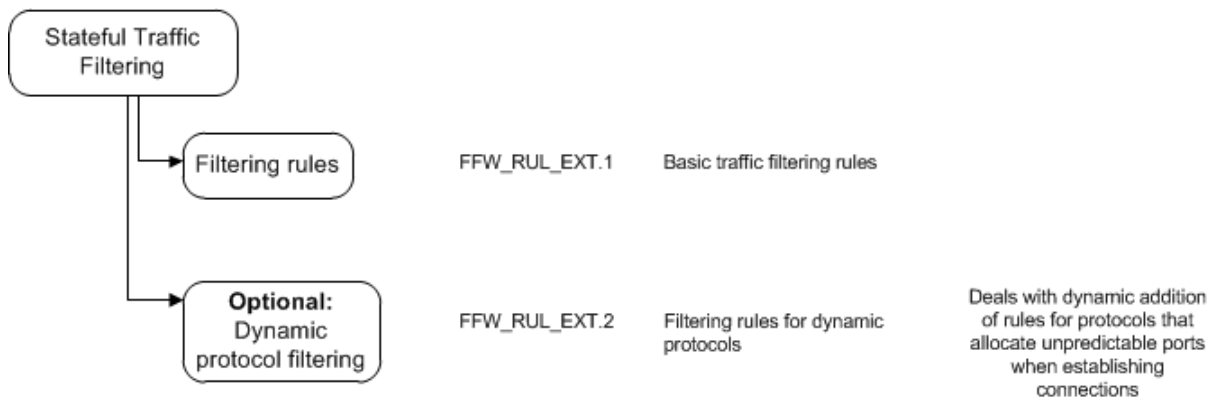 Stateful Traffic
Filtering
Filtering rules
FFW_RUL_EXT.1
Basic traffic filtering rules
Optional:
Dynamic
protocol filtering
FFW_RUL_EXT.2
Filtering rules for dynamic
protocols
Deals with dynamic addition
of rules for protocols that
allocate unpredictable ports
when establishing
connections